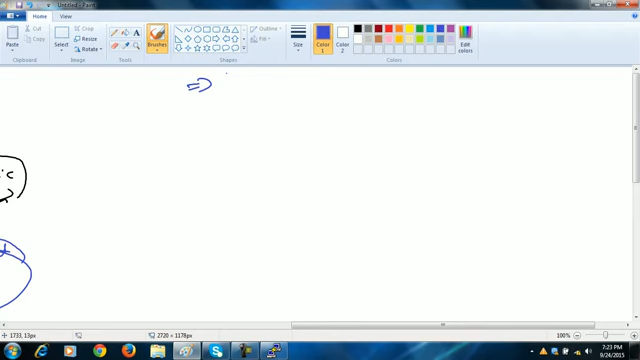 Untitled - Paint
Home View
Paste Cut Copy
Clipboard
Select Crop Resize Rotate
Image
Tools
Brushes
Outline Fill
Shapes
Size
Color 1
Color 2
Edit colors
Colors
=>
1733, 13px
2720 × 1178px
100%
7:23 PM
9/24/2015